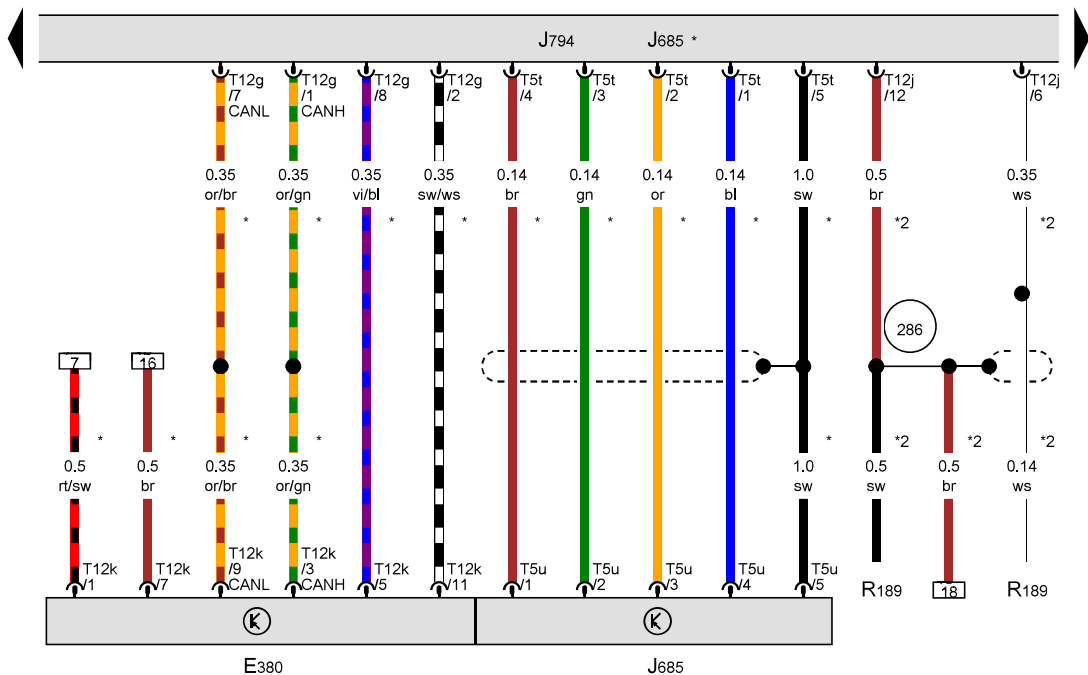 J794 J685 *
T12g T12g T12g T12g T5t T5t T5t T5t T5t T12j T12j
/7 /1 /8 /2 /4 /3 /2 /1 /5 /12 /6
CANL CANH
0.35 0.35 0.35 0.35 0.14 0.14 0.14 0.14 1.0 0.5 0.35
or/br or/gn vi/bl sw/ws br gn or bl sw br ws
* * * * * * * * * *2 *2
286
7 16
* * * * * *2 *2 *2
0.5 0.5 0.35 0.35 1.0 0.5 0.5 0.14
rt/sw br or/br or/gn sw sw br ws
T12k T12k
T12k T12k /9 /3 T12k T12k T5u T5u T5u T5u T5u
/1 /7 CANL CANH /5 /11 /1 /2 /3 /4 /5
R189 18 R189
K K
E380 J685